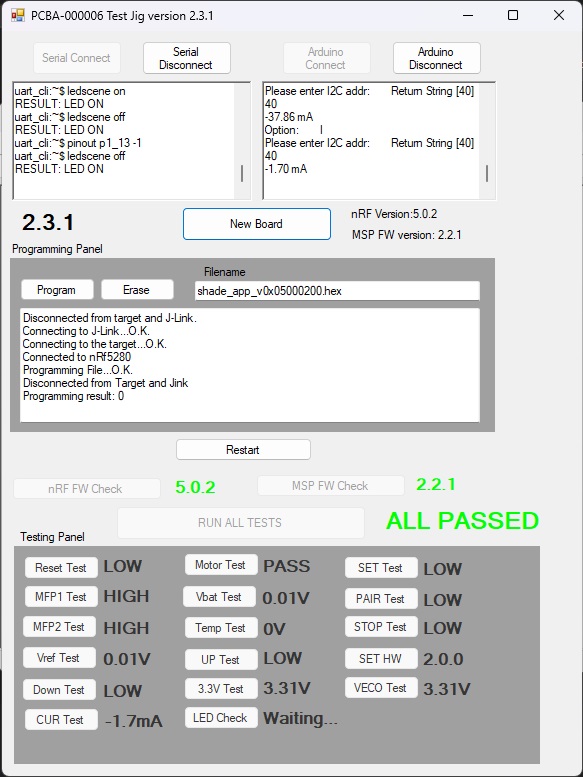 PCBA-000006 Test Jig version 2.3.1
Serial Connect
Serial Disconnect
Arduino Connect
Arduino Disconnect
uart_cli:~$ ledscene on
RESULT: LED ON
uart_cli:~$ ledscene off
RESULT: LED ON
uart_cli:~$ pinout p1_13 -1
uart_cli:~$ ledscene off
RESULT: LED ON
Please enter I2C addr: Return String [40]
40
-37.86 mA
Option: l
Please enter I2C addr: Return String [40]
40
-1.70 mA
2.3.1
New Board
nRF Version:5.0.2
MSP FW version: 2.2.1
Programming Panel
Filename
Program
Erase
shade_app_v0x05000200.hex
Disconnected from target and J-Link.
Connecting to J-Link...O.K.
Connecting to the target...O.K.
Connected to nRf5280
Programming File...O.K.
Disconnected from Target and Jink
Programming result: 0
Restart
nRF FW Check
5.0.2
MSP FW Check
2.2.1
RUN ALL TESTS
ALL PASSED
Testing Panel
Reset Test LOW Motor Test PASS SET Test LOW
MFP1 Test HIGH Vbat Test 0.01V PAIR Test LOW
MFP2 Test HIGH Temp Test 0V STOP Test LOW
Vref Test 0.01V UP Test LOW SET HW 2.0.0
Down Test LOW 3.3V Test 3.31V VECO Test 3.31V
CUR Test -1.7mA LED Check Waiting...